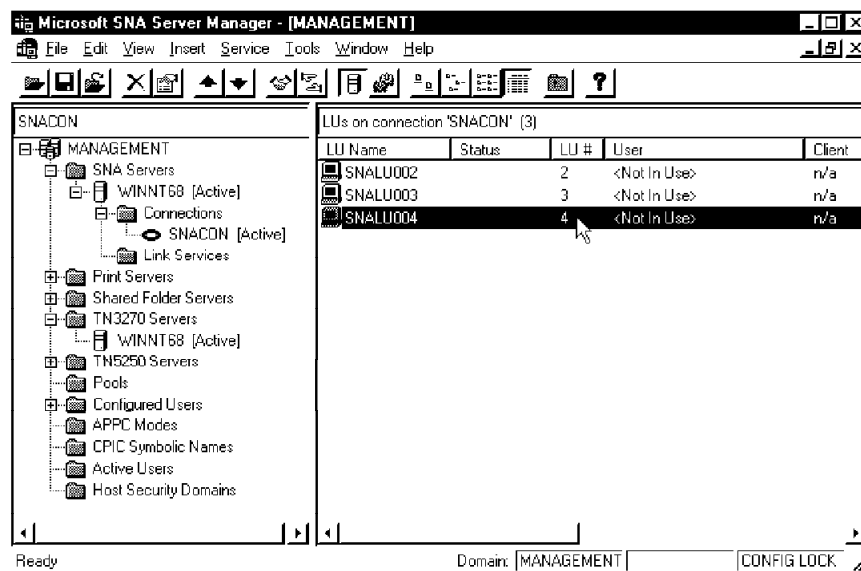 Microsoft SNA Server Manager - [MANAGEMENT]
File Edit View Insert Service Tools Window Help
SNACON
MANAGEMENT
SNA Servers
WINNT68 [Active]
Connections
SNACON [Active]
Link Services
Print Servers
Shared Folder Servers
TN3270 Servers
WINNT68 [Active]
TN5250 Servers
Pools
Configured Users
APPC Modes
CPIC Symbolic Names
Active Users
Host Security Domains
LUs on connection 'SNACON' (3)
LU Name Status LU # User Client
SNALU002 2 <Not In Use> n/a
SNALU003 3 <Not In Use> n/a
SNALU004 4 <Not In Use> n/a
Ready Domain: MANAGEMENT CONFIG LOCK